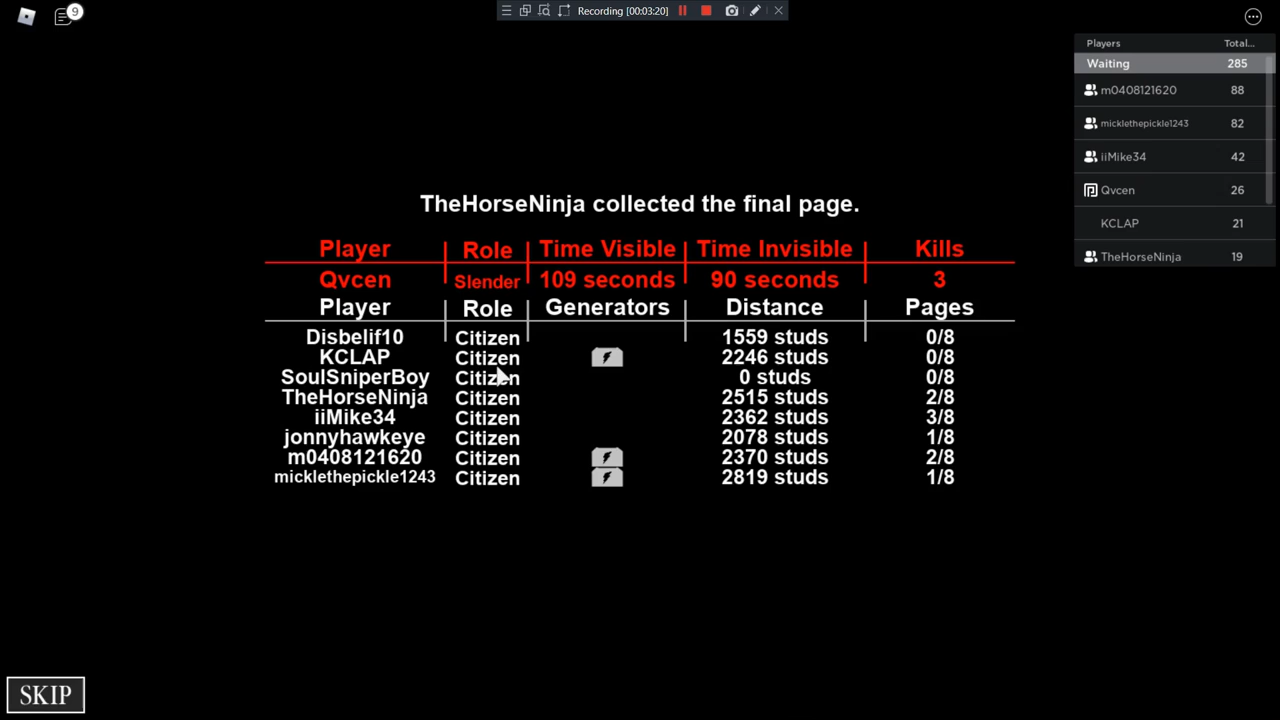 9
Recording [00:03:20]
Players Total...
Waiting 285
m0408121620 88
micklethepickle1243 82
iiMike34 42
Qvcen 26
KCLAP 21
TheHorseNinja 19
TheHorseNinja collected the final page.
Player Role Time Visible Time Invisible Kills
Qvcen Slender 109 seconds 90 seconds 3
Player Role Generators Distance Pages
Disbelif10 Citizen 1559 studs 0/8
KCLAP Citizen 2246 studs 0/8
SoulSniperBoy Citizen 0 studs 0/8
TheHorseNinja Citizen 2515 studs 2/8
iiMike34 Citizen 2362 studs 3/8
jonnyhawkeye Citizen 2078 studs 1/8
m0408121620 Citizen 2370 studs 2/8
micklethepickle1243 Citizen 2819 studs 1/8
SKIP